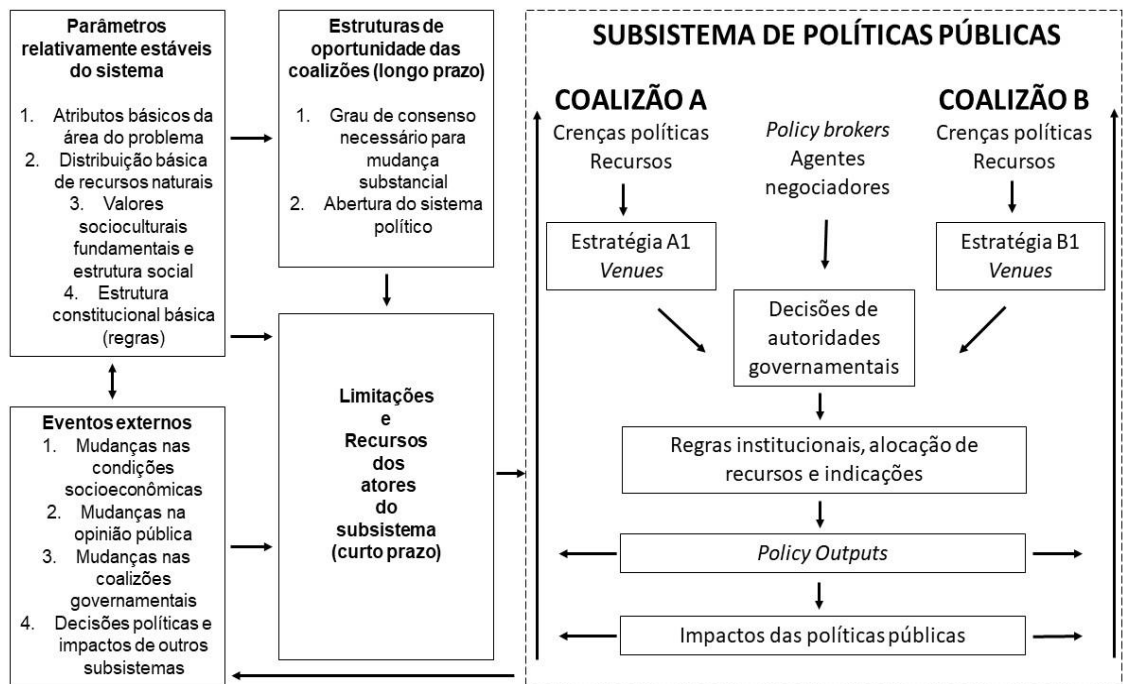 Parâmetros
relativamente estáveis
do sistema
1. Atributos básicos da
área do problema
2. Distribuição básica
de recursos naturais
3. Valores
socioculturais
fundamentais e
estrutura social
4. Estrutura
constitucional básica
(regras)
Eventos externos
1. Mudanças nas
condições
socioeconômicas
2. Mudanças na
opinião pública
3. Mudanças nas
coalizões
governamentais
4. Decisões políticas e
impactos de outros
subsistemas
Estruturas de
oportunidade das
coalizões (longo prazo)
1. Grau de consenso
necessário para
mudança
substancial
2. Abertura do sistema
político
Limitações
e
Recursos
dos
atores
do
subsistema
(curto prazo)
SUBSISTEMA DE POLÍTICAS PÚBLICAS
COALIZÃO A
Crenças políticas
Recursos
Estratégia A1
Venues
Policy brokers
Agentes
negociadores
COALIZÃO B
Crenças políticas
Recursos
Estratégia B1
Venues
Decisões de
autoridades
governamentais
Regras institucionais, alocação de
recursos e indicações
Policy Outputs
Impactos das políticas públicas